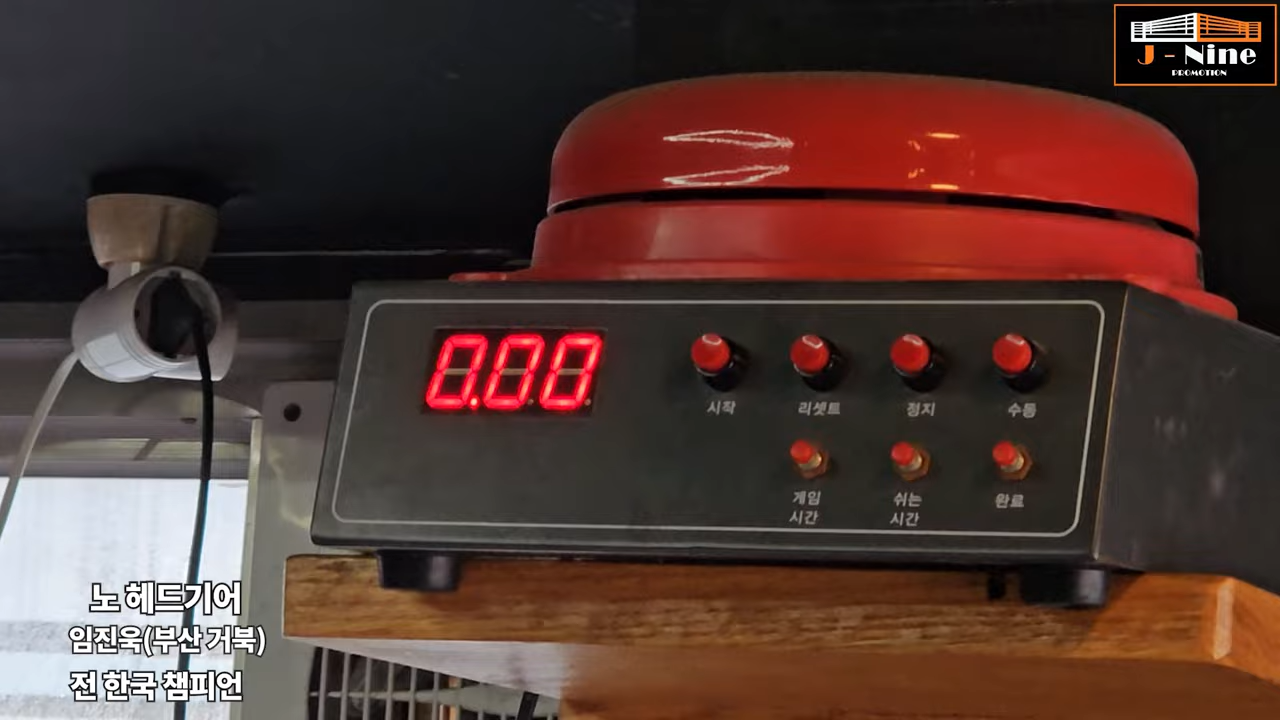 J - Nine
PROMOTION
0.00
시작 리셋트 정지 수동
게임 시간 쉬는 시간 완료
노 헤드기어
임진욱(부산 거북)
전 한국 챔피언